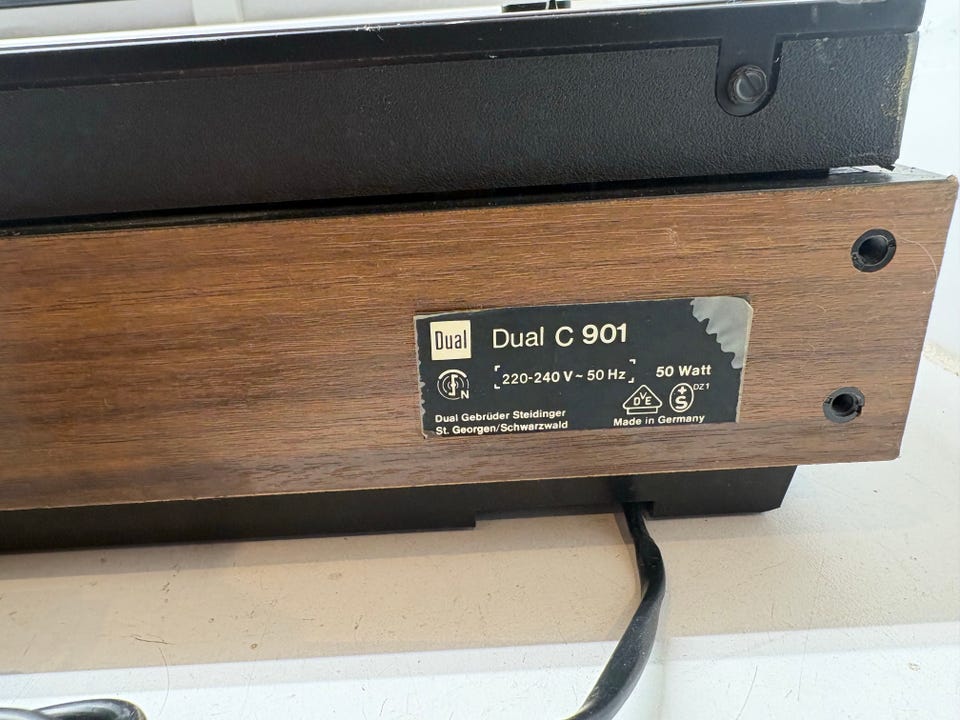 Dual Dual C 901
220-240 V ~ 50 Hz 50 Watt
N
DVE +S DZ1
Dual Gebrüder Steidinger
St. Georgen/Schwarzwald
Made in Germany